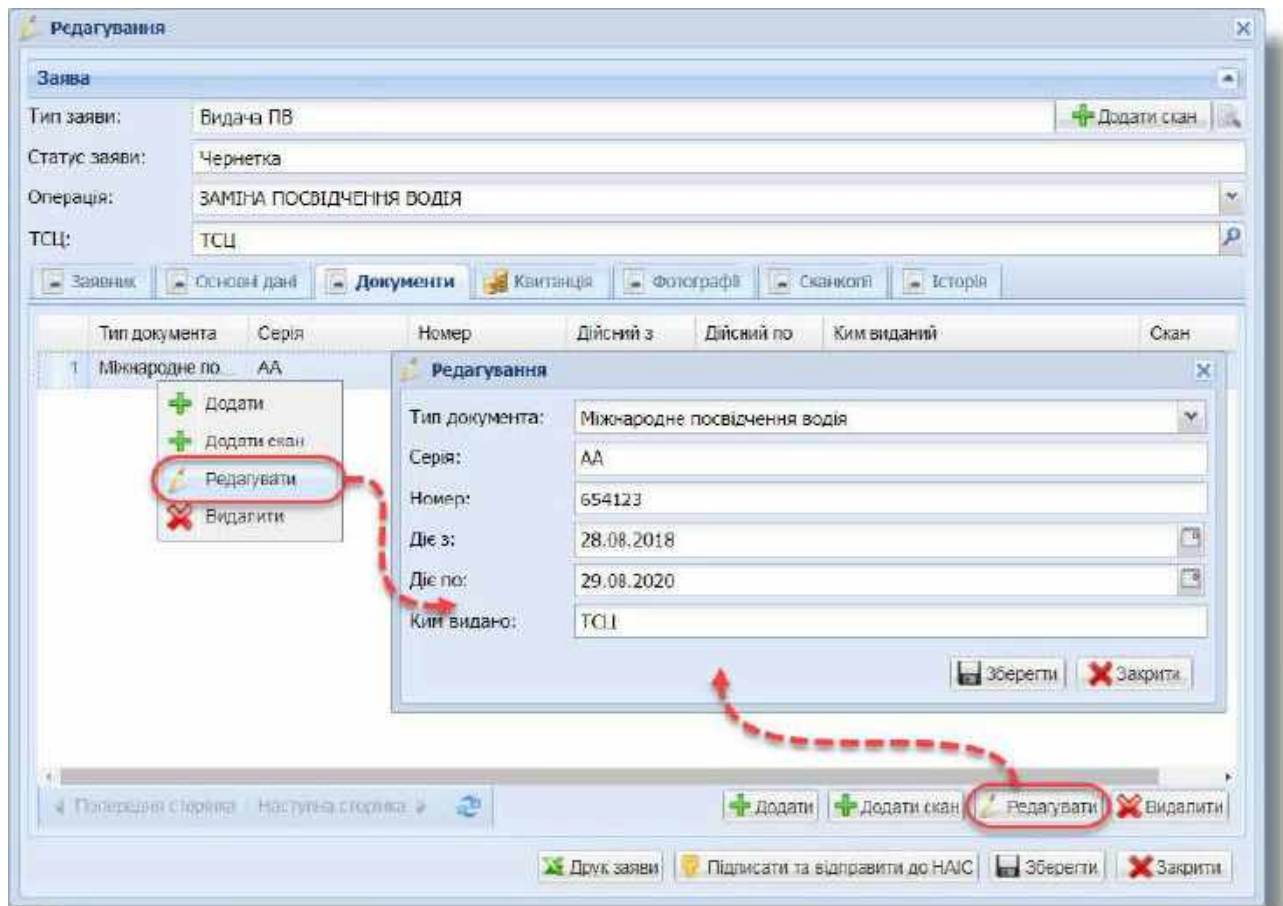 Редагування
Заява
Тип заяви: Видача ПВ Додати скан
Статус заяви: Чернетка
Операція: ЗАМІНА ПОСВІДЧЕННЯ ВОДІЯ
ТСЦ: ТСЦ
Заявник Основні дані Документи Квитанція Фотографії Сканкопії Історія
Тип документа Серія Номер Дійсний з Дійсний по Ким виданий Скан
1 Міжнародне по... АА
Додати
Додати скан
Редагувати
Видалити
Редагування
Тип документа: Міжнародне посвідчення водія
Серія: АА
Номер: 654123
Діє з: 28.08.2018
Діє по: 29.08.2020
Ким видано: ТСЦ
Зберегти Закрити
Попередня сторінка Наступна сторінка Додати Додати скан Редагувати Видалити
Друк заяви Підписати та відправити до НАІС Зберегти Закрити